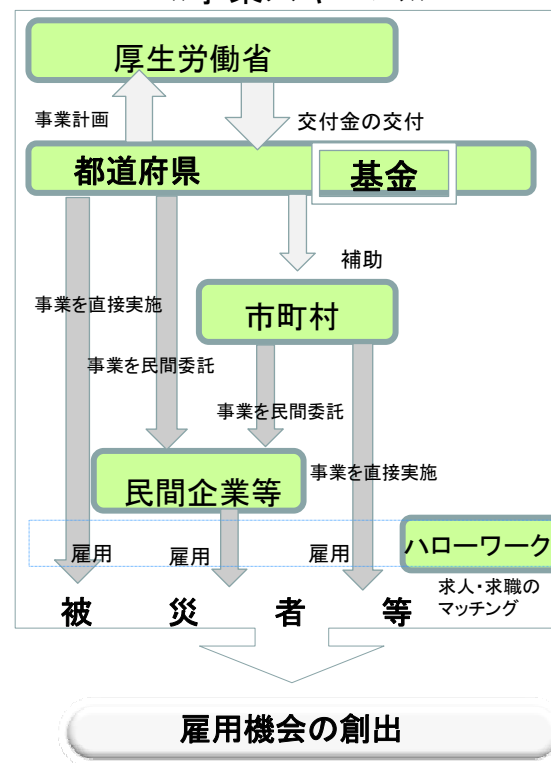 厚生労働省
事業計画
交付金の交付
都道府県
基金
補助
事業を直接実施
市町村
事業を民間委託
事業を民間委託
事業を直接実施
民間企業等
ハローワーク
雇用
雇用
雇用
求人・求職の
マッチング
被 災 者 等
雇用機会の創出